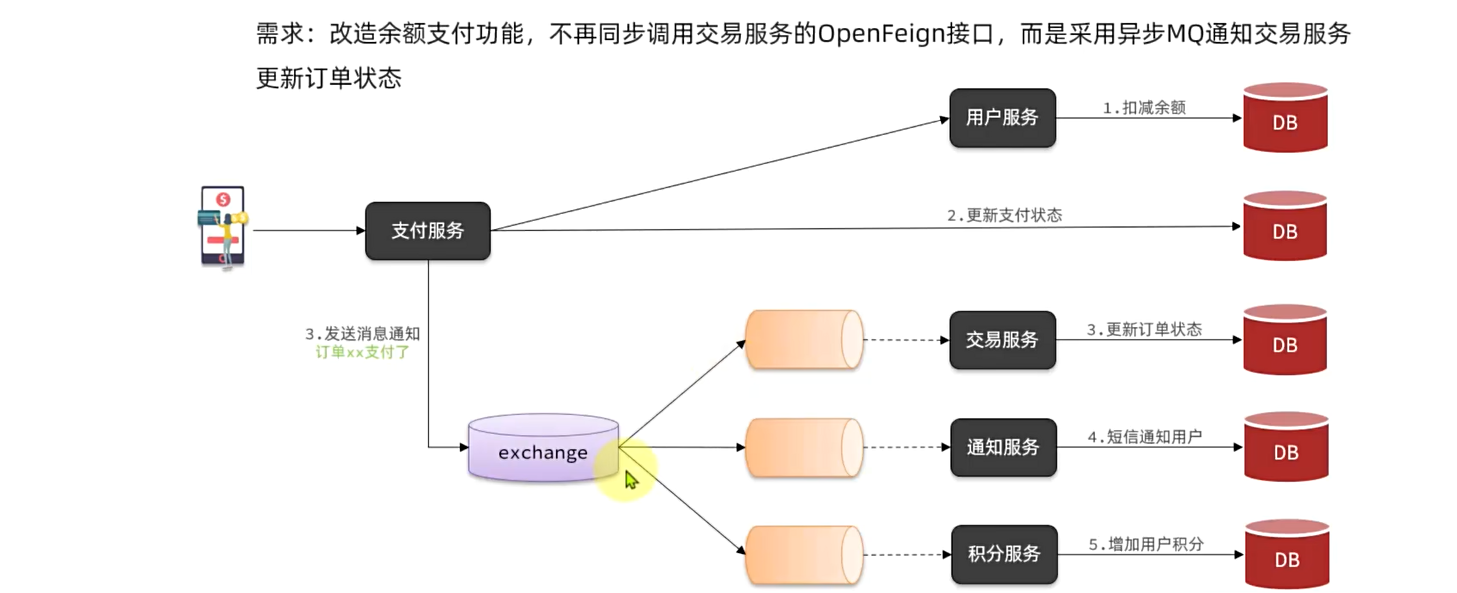 需求：改造余额支付功能，不再同步调用交易服务的OpenFeign接口，而是采用异步MQ通知交易服务
更新订单状态
用户服务
1.扣减余额
DB
支付服务
2.更新支付状态
DB
3.发送消息通知
订单xx支付了
交易服务
3.更新订单状态
DB
exchange
通知服务
4.短信通知用户
DB
积分服务
5.增加用户积分
DB